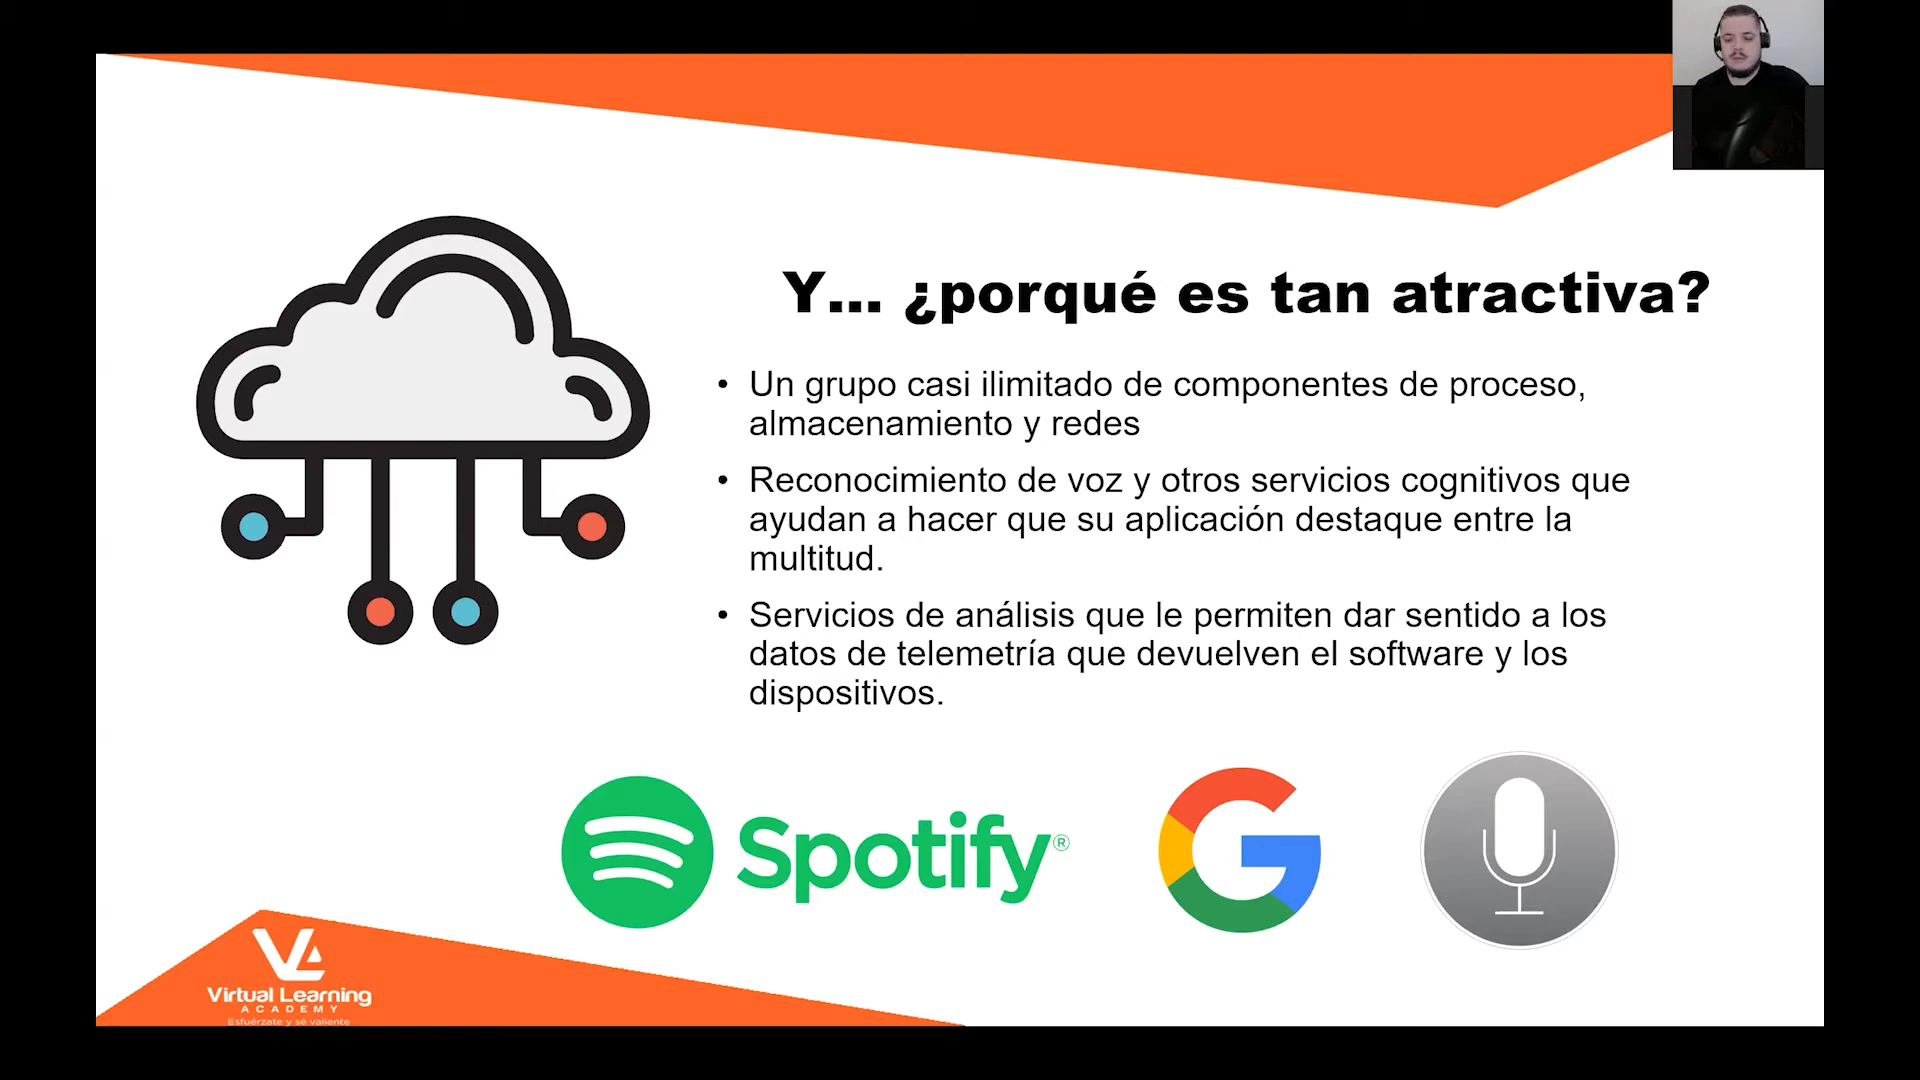 Y... ¿porqué es tan atractiva?
• Un grupo casi ilimitado de componentes de proceso,
almacenamiento y redes
• Reconocimiento de voz y otros servicios cognitivos que
ayudan a hacer que su aplicación destaque entre la
multitud.
• Servicios de análisis que le permiten dar sentido a los
datos de telemetría que devuelven el software y los
dispositivos.
Spotify®
G
VA
Virtual Learning
ACADEMY
Esfuérzate y sé valiente